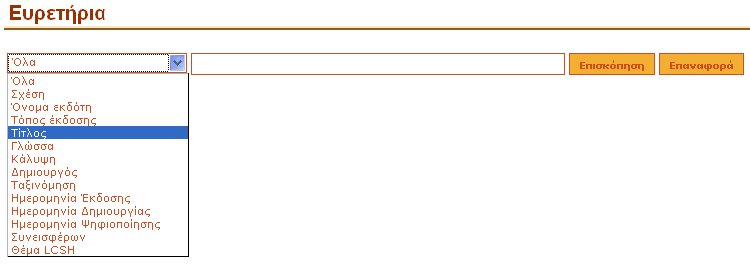 Ευρετήρια
Όλα Επισκόπηση Επαναφορά
Όλα
Σχέση
Όνομα εκδότη
Τόπος έκδοσης
Τίτλος
Γλώσσα
Κάλυψη
Δημιουργός
Ταξινόμηση
Ημερομηνία Έκδοσης
Ημερομηνία Δημιουργίας
Ημερομηνία Ψηφιοποίησης
Συνεισφέρων
Θέμα LCSH